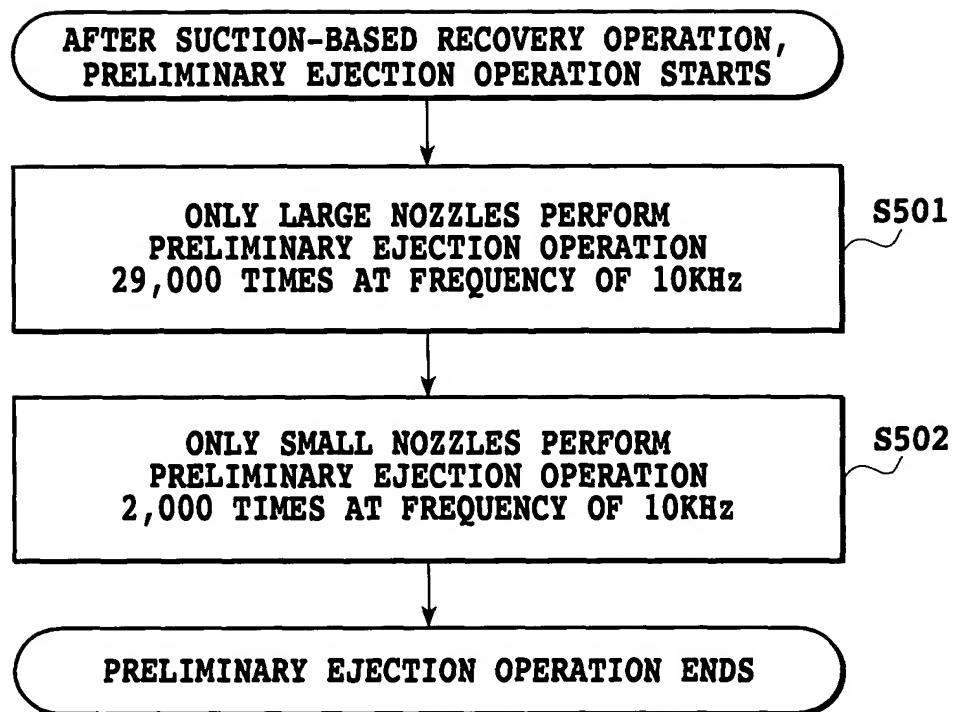 AFTER SUCTION-BASED RECOVERY OPERATION,
PRELIMINARY EJECTION OPERATION STARTS
ONLY LARGE NOZZLES PERFORM
PRELIMINARY EJECTION OPERATION
29,000 TIMES AT FREQUENCY OF 10KHz
S501
ONLY SMALL NOZZLES PERFORM
PRELIMINARY EJECTION OPERATION
2,000 TIMES AT FREQUENCY OF 10KHz
S502
PRELIMINARY EJECTION OPERATION ENDS